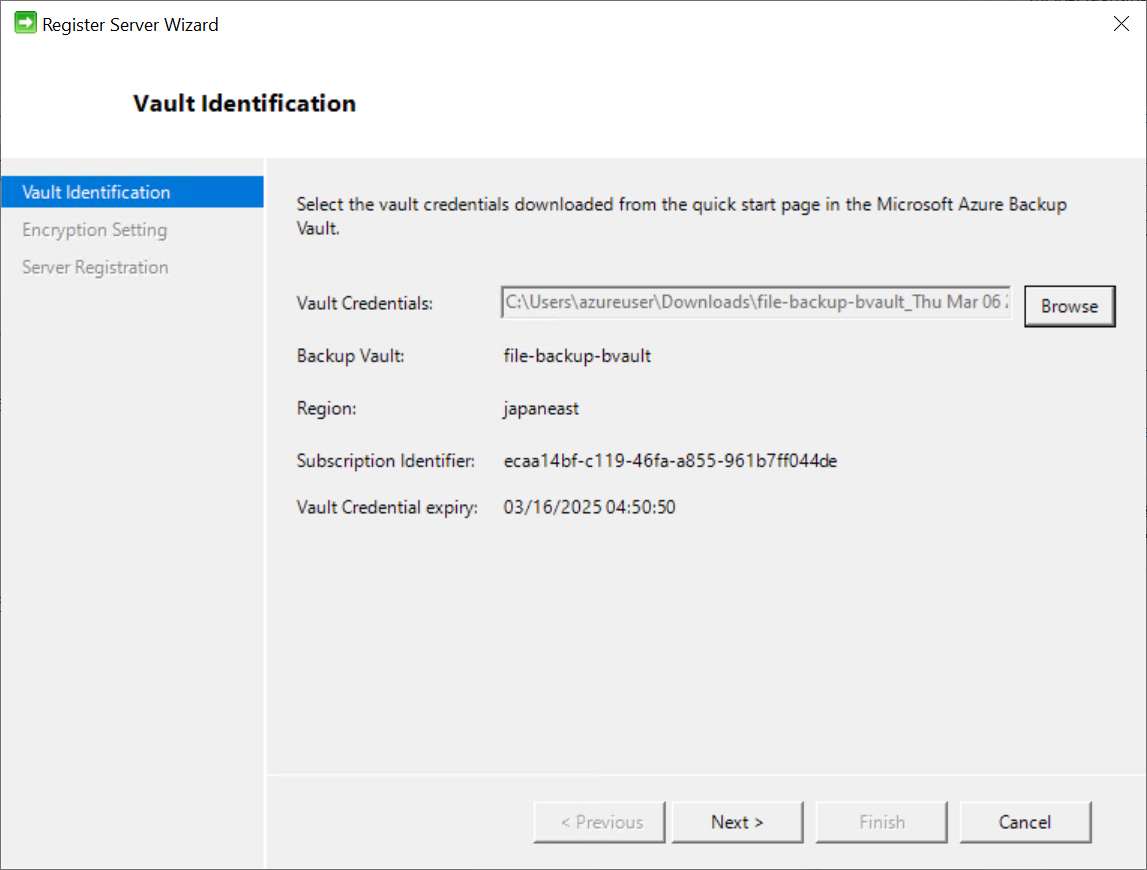 Register Server Wizard
Vault Identification
Vault Identification
Encryption Setting
Server Registration
Select the vault credentials downloaded from the quick start page in the Microsoft Azure Backup
Vault.
Vault Credentials: C:\Users\azureuser\Downloads\file-backup-bvault_Thu Mar 06 Browse
Backup Vault: file-backup-bvault
Region: japaneast
Subscription Identifier: ecaa14bf-c119-46fa-a855-961b7ff044de
Vault Credential expiry: 03/16/2025 04:50:50
< Previous Next > Finish Cancel